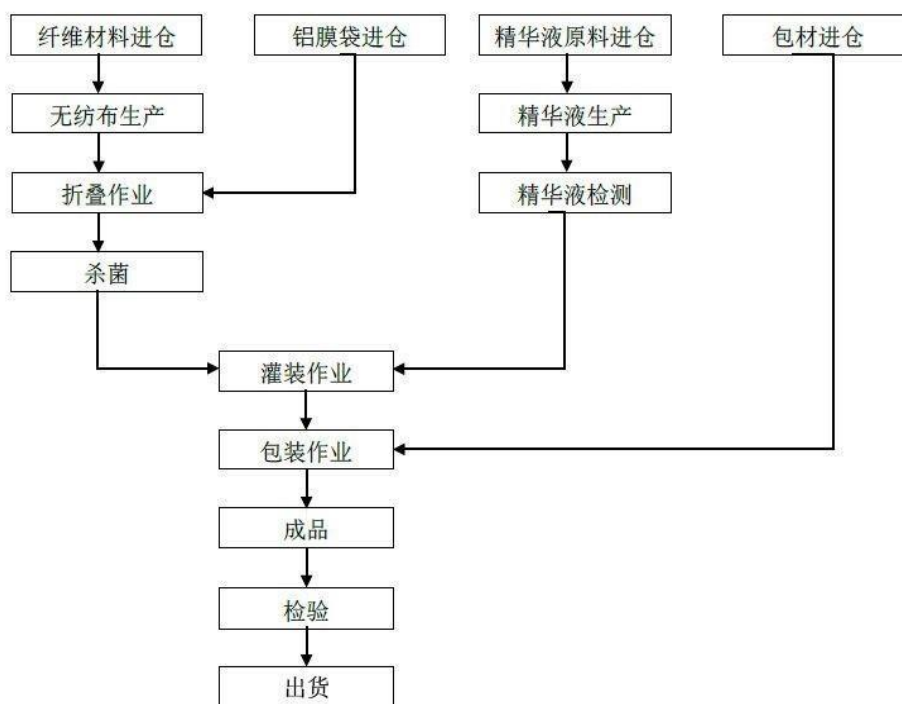 纤维材料进仓
铝膜袋进仓
精华液原料进仓
包材进仓
无纺布生产
精华液生产
折叠作业
精华液检测
杀菌
灌装作业
包装作业
成品
检验
出货